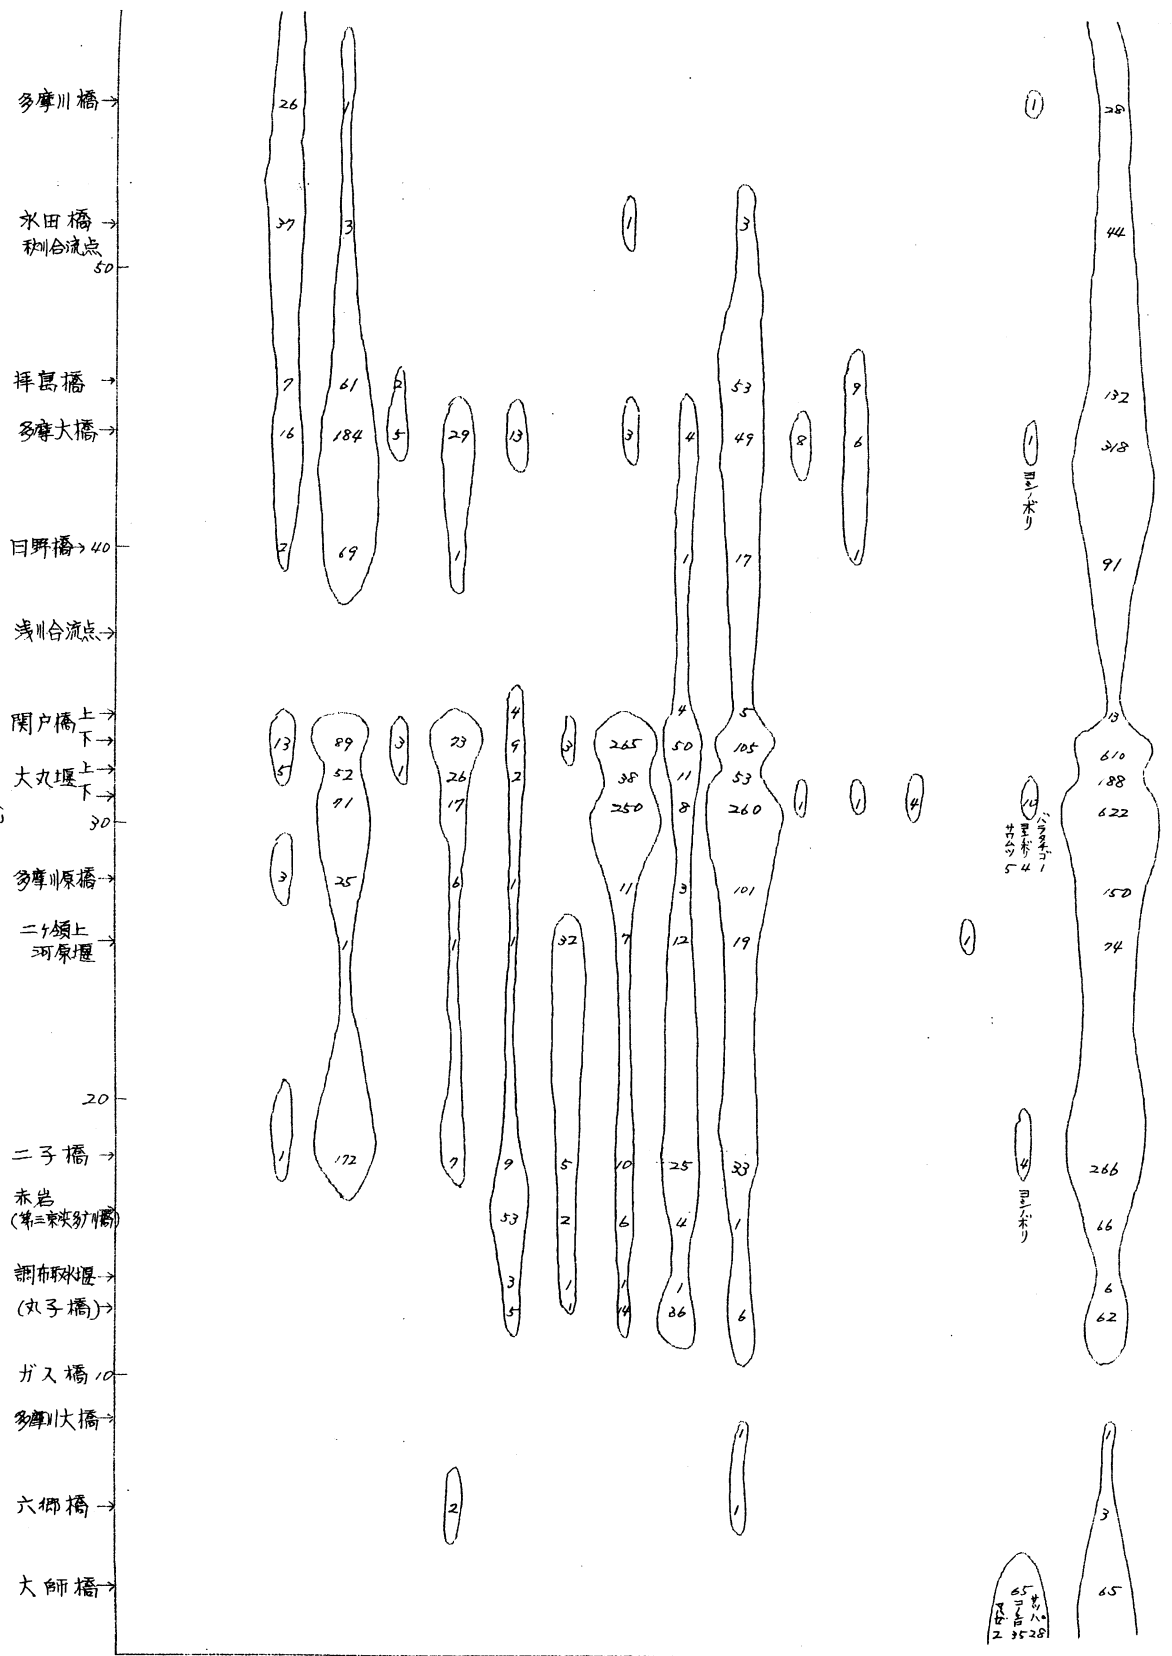 多摩川橋→ 26 1 1 28
永田橋→ 37 3 1 3 44
秋川合流点
50
拝島橋→ 7 61 2 53 9 132
多摩大橋→ 16 184 5 29 13 3 4 49 8 6 1 318
ヨシノボリ
日野橋→40 2 69 1 1 17 1 91
浅川合流点→
関戸橋 上→ 4 4 5 13
下→ 13 89 3 73 9 3 265 50 105 610
大丸堰 上→ 5 52 1 26 2 38 11 53 188
下→ 71 17 250 8 260 1 1 4 10 622
30
バラタナゴ 1
ヨシノボリ 4
サワムツ 5
多摩川原橋→ 3 25 6 1 11 3 101 150
二ヶ領上
河原堰→ 1 1 1 32 7 12 19 1 74
20
二子橋→ 1 172 7 9 5 10 25 33 4 266
ヨシノボリ
赤岩
53 2 6 4 1 66
調布取水堰→ 3 1 1 1 6
(丸子橋)→ 5 1 14 36 6 62
ガス橋 10
多摩川大橋→ 1 1
六郷橋→ 2 1 3
大師橋→ 65 65
サッパ 28
35
2